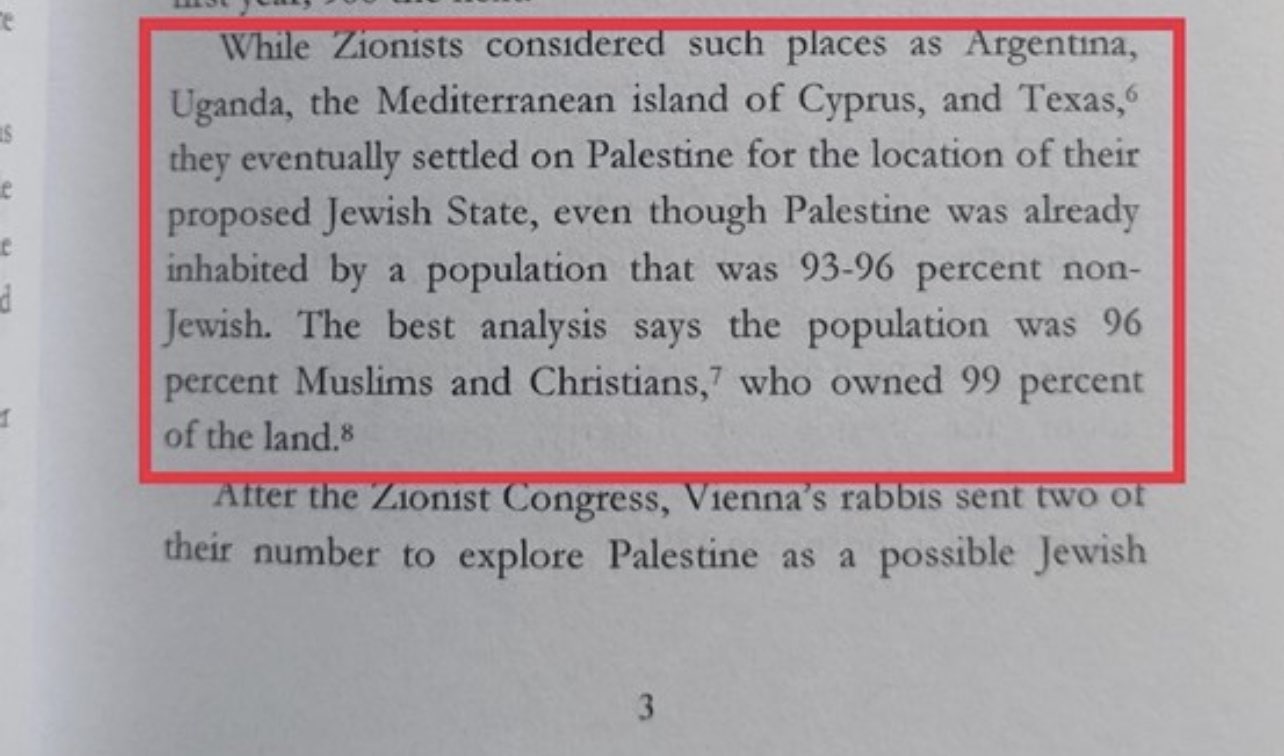 While Zionists considered such places as Argentina,
Uganda, the Mediterranean island of Cyprus, and Texas,⁶
they eventually settled on Palestine for the location of their
proposed Jewish State, even though Palestine was already
inhabited by a population that was 93-96 percent non-
Jewish. The best analysis says the population was 96
percent Muslims and Christians,⁷ who owned 99 percent
of the land.⁸
After the Zionist Congress, Vienna's rabbis sent two of
their number to explore Palestine as a possible Jewish
3